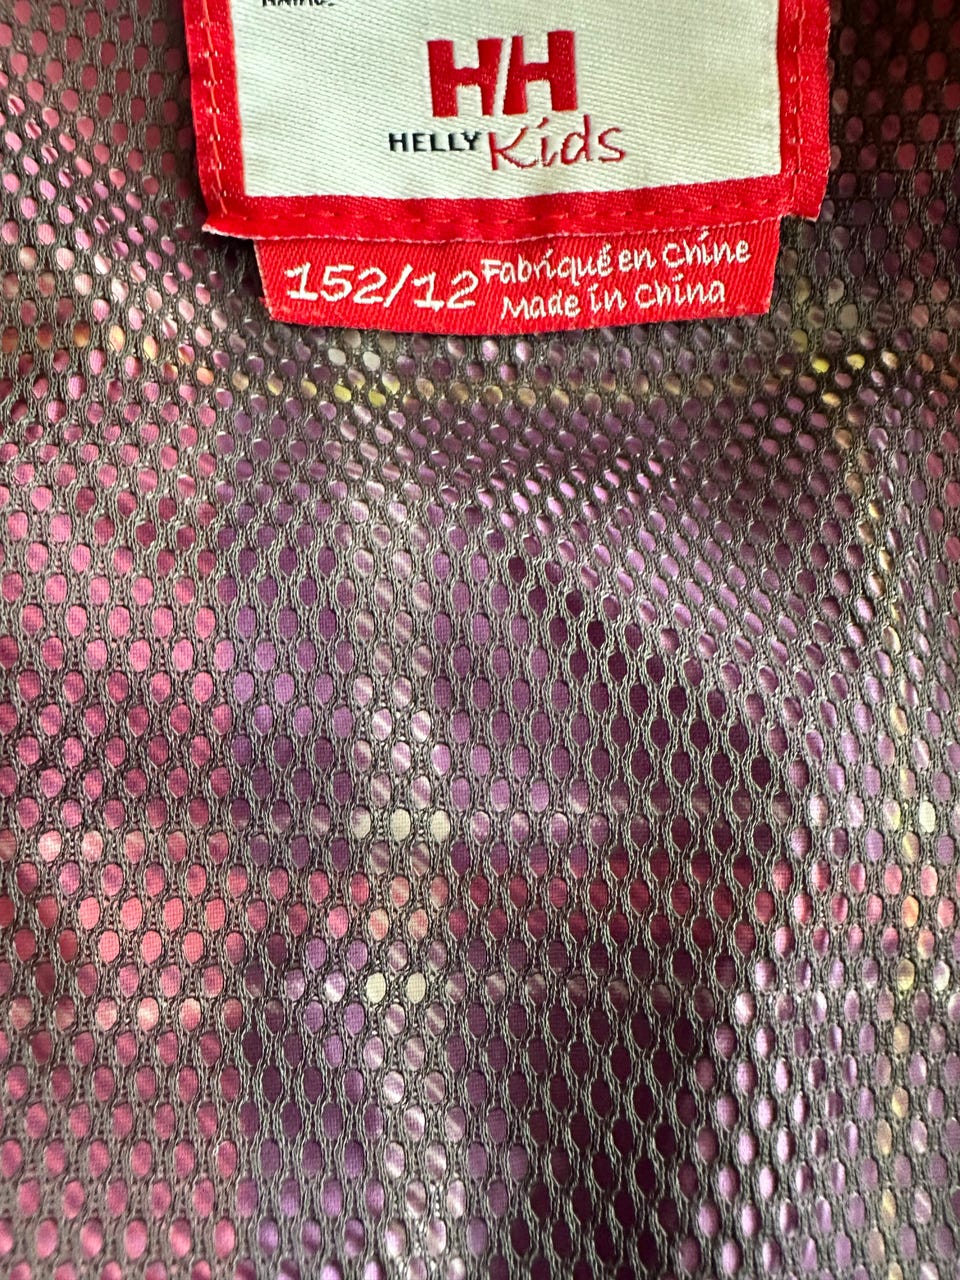 HH
HELLY Kids
152/12 Fabriqué en Chine
Made in China